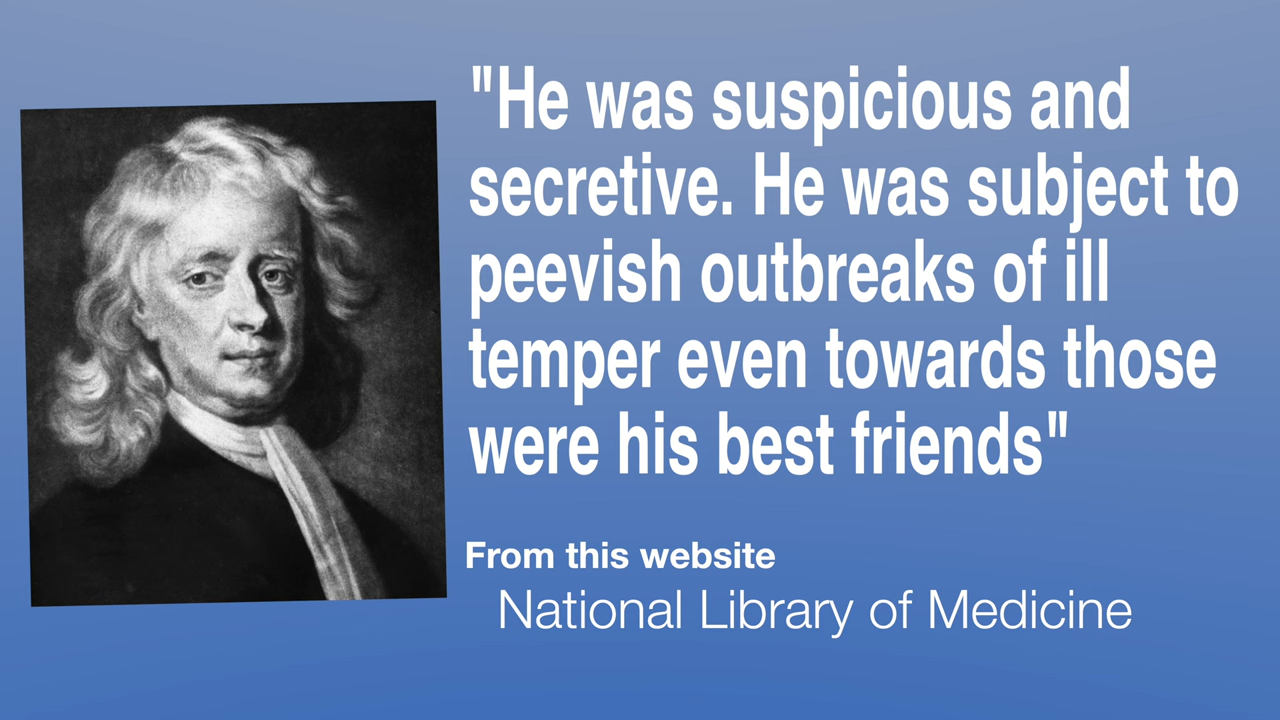 "He was suspicious and
secretive. He was subject to
peevish outbreaks of ill
temper even towards those
were his best friends"
From this website
National Library of Medicine